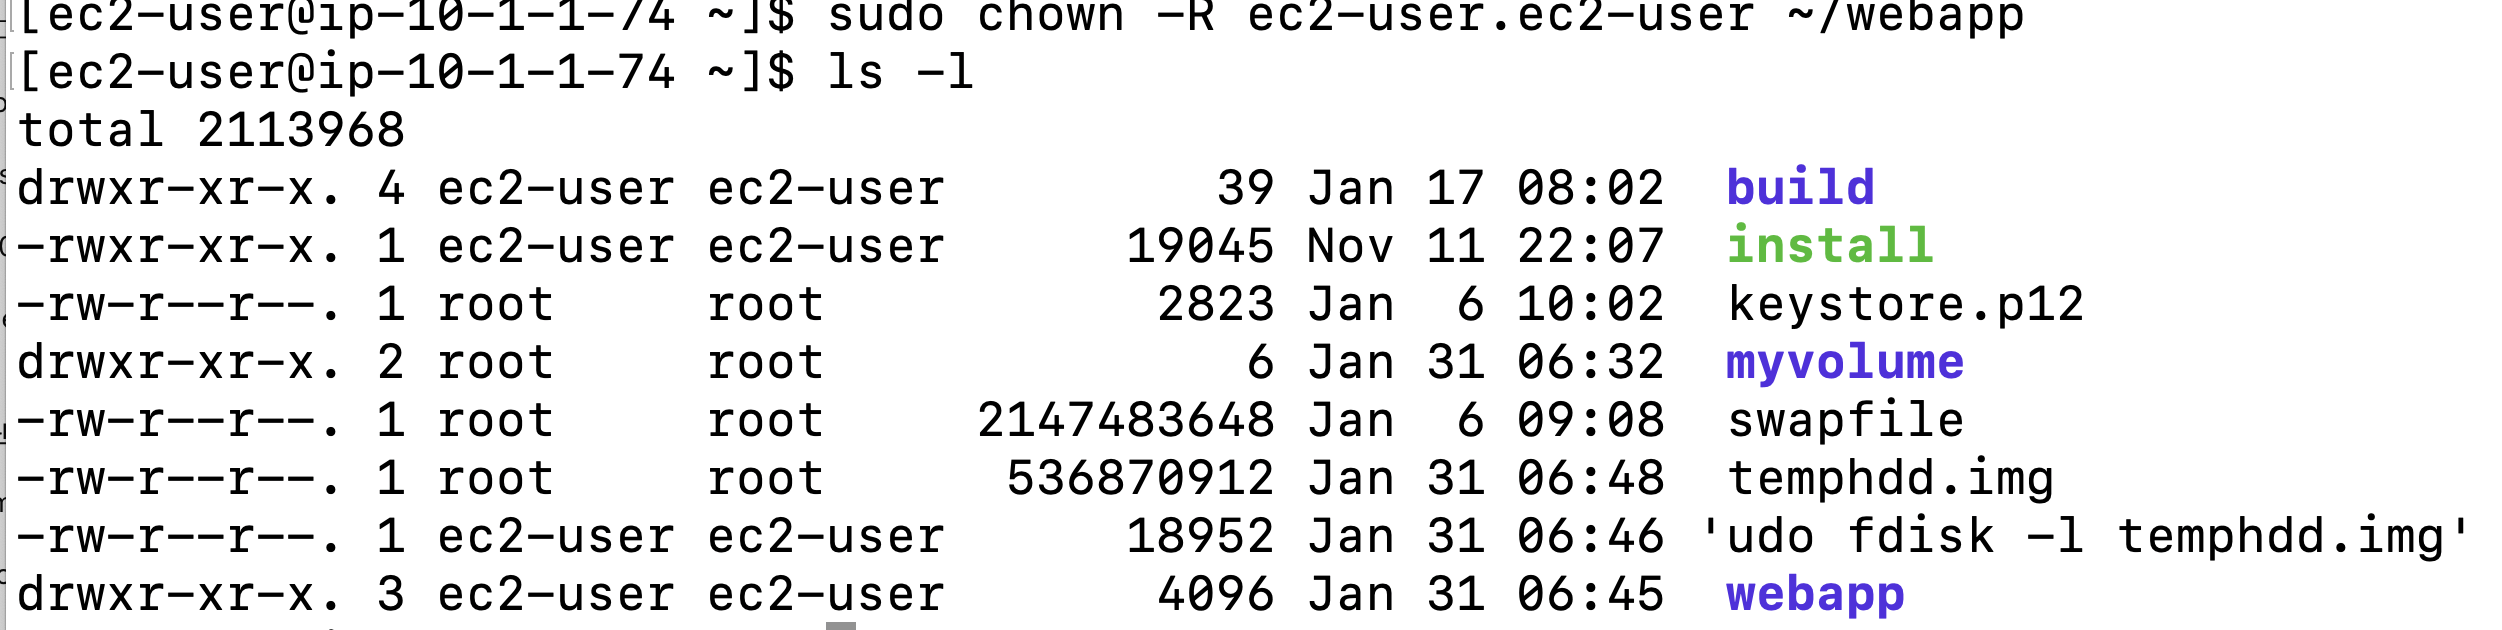 [ec2-user@ip-10-1-1-74 ~]$ sudo chown -R ec2-user.ec2-user ~/webapp
[ec2-user@ip-10-1-1-74 ~]$ ls -l
total 2113968
drwxr-xr-x. 4 ec2-user ec2-user         39 Jan 17 08:02  build
-rwxr-xr-x. 1 ec2-user ec2-user      19045 Nov 11 22:07  install
-rw-r--r--. 1 root     root           2823 Jan  6 10:02  keystore.p12
drwxr-xr-x. 2 root     root              6 Jan 31 06:32  myvolume
-rw-r--r--. 1 root     root     2147483648 Jan  6 09:08  swapfile
-rw-r--r--. 1 root     root      536870912 Jan 31 06:48  temphdd.img
-rw-r--r--. 1 ec2-user ec2-user      18952 Jan 31 06:46 'udo fdisk -l temphdd.img'
drwxr-xr-x. 3 ec2-user ec2-user       4096 Jan 31 06:45  webapp